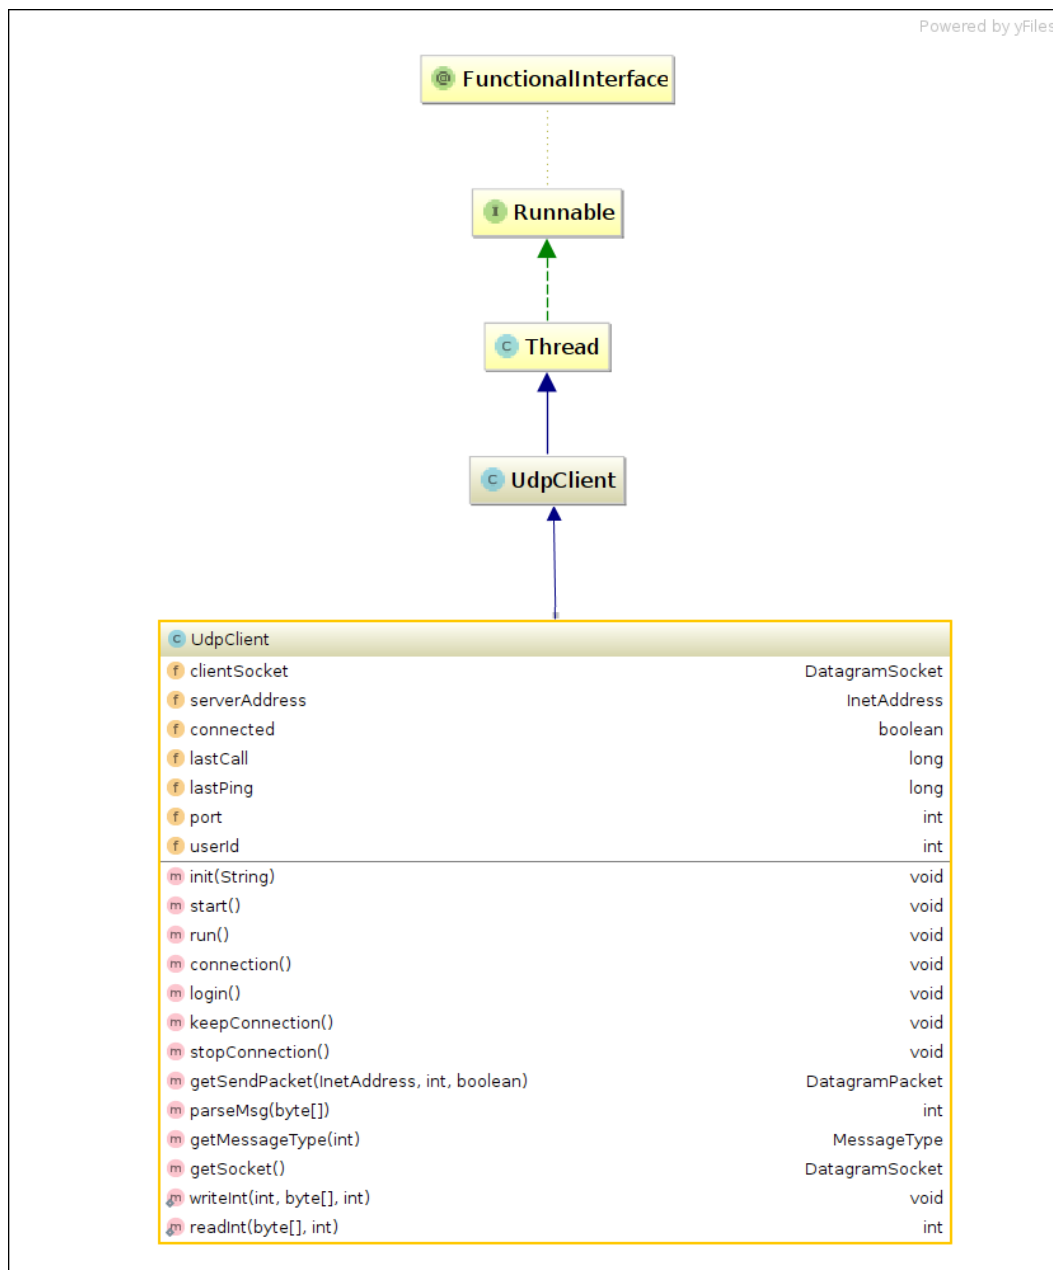 Powered by yFiles
FunctionalInterface
Runnable
Thread
UdpClient
UdpClient
clientSocket DatagramSocket
serverAddress InetAddress
connected boolean
lastCall long
lastPing long
port int
userId int
init(String) void
start() void
run() void
connection() void
login() void
keepConnection() void
stopConnection() void
getSendPacket(InetAddress, int, boolean) DatagramPacket
parseMsg(byte[]) int
getMessageType(int) MessageType
getSocket() DatagramSocket
writeInt(int, byte[], int) void
readInt(byte[], int) int